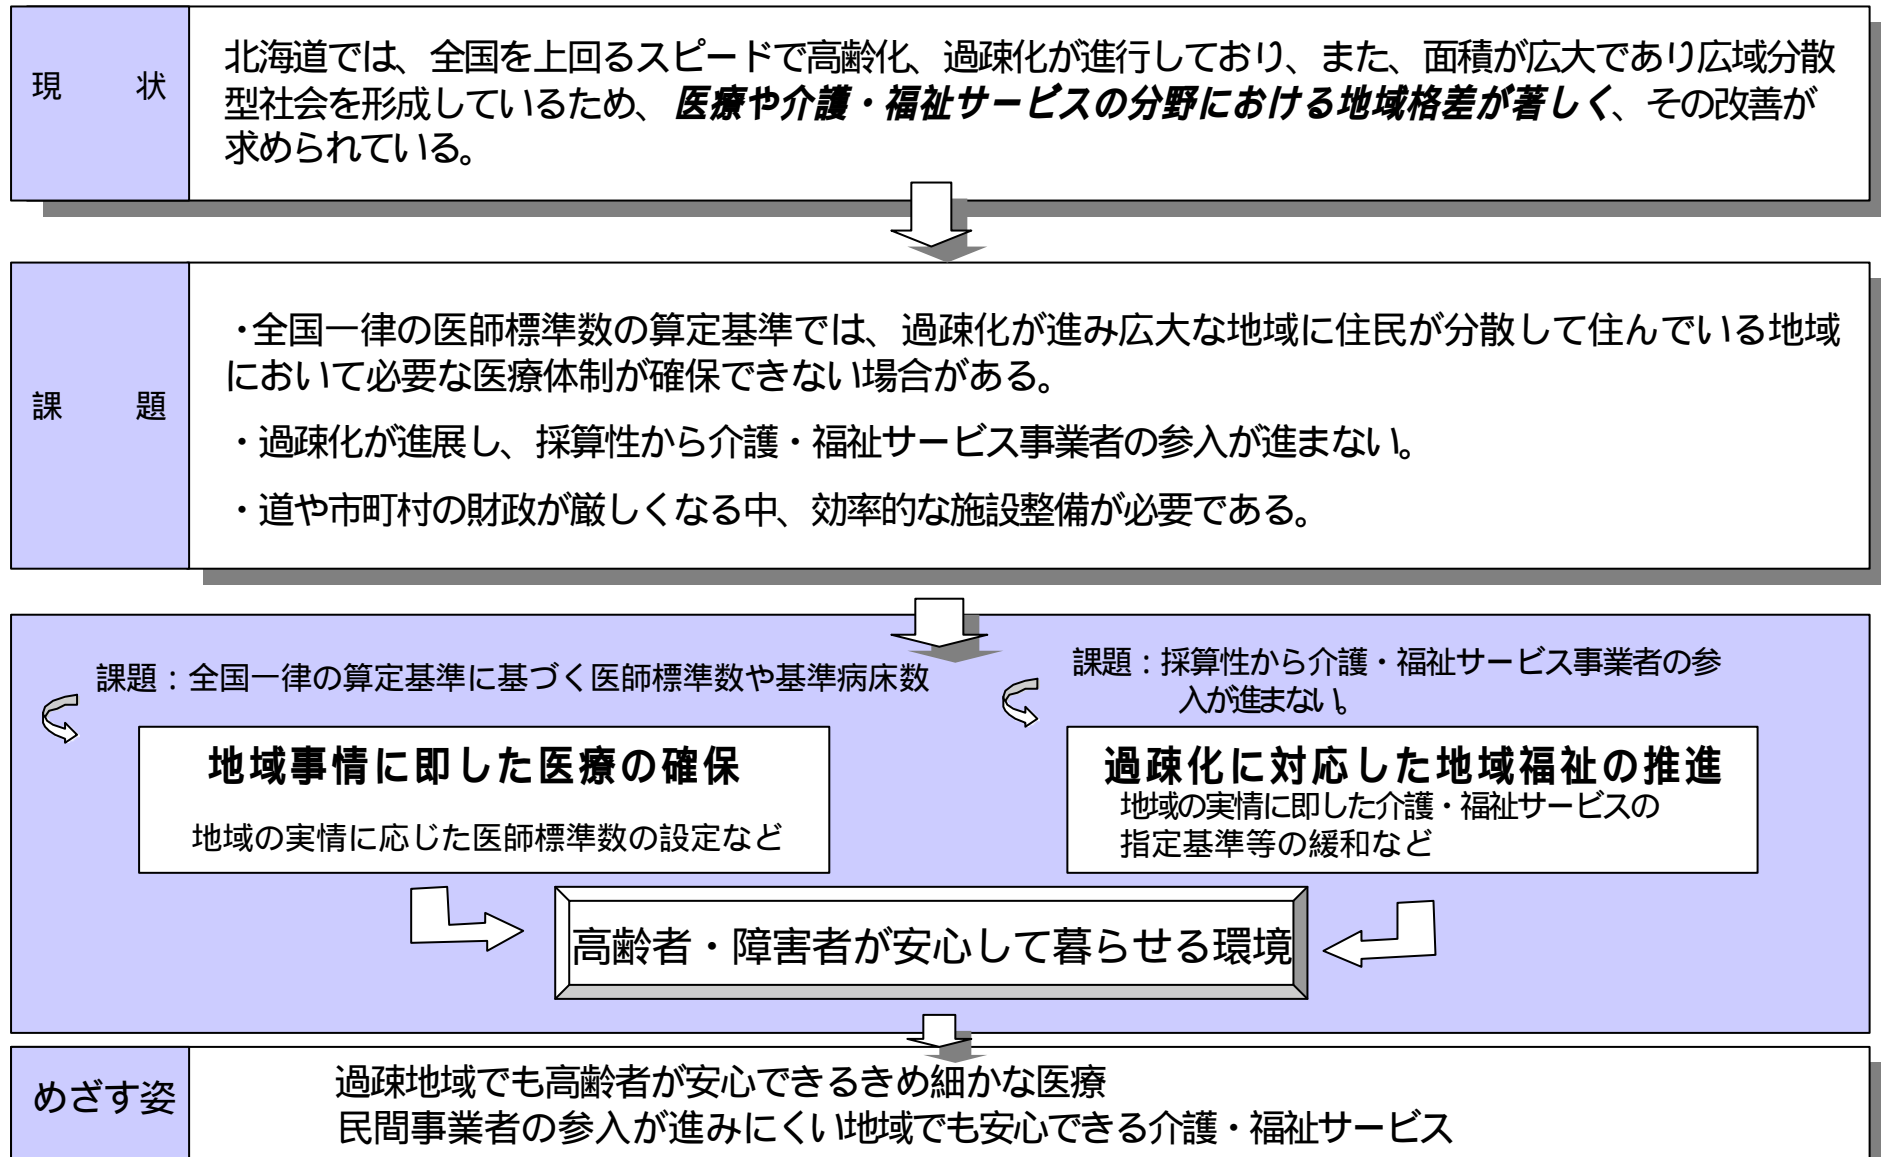 現　状
北海道では、全国を上回るスピードで高齢化、過疎化が進行しており、また、面積が広大であり広域分散
型社会を形成しているため、医療や介護・福祉サービスの分野における地域格差が著しく、その改善が
求められている。
課　題
・全国一律の医師標準数の算定基準では、過疎化が進み広大な地域に住民が分散して住んでいる地域
において必要な医療体制が確保できない場合がある。
・過疎化が進展し、採算性から介護・福祉サービス事業者の参入が進まない。
・道や市町村の財政が厳しくなる中、効率的な施設整備が必要である。
課題：全国一律の算定基準に基づく医師標準数や基準病床数
地域事情に即した医療の確保
地域の実情に応じた医師標準数の設定など
課題：採算性から介護・福祉サービス事業者の参
入が進まない。
過疎化に対応した地域福祉の推進
地域の実情に即した介護・福祉サービスの
指定基準等の緩和など
高齢者・障害者が安心して暮らせる環境
めざす姿
過疎地域でも高齢者が安心できるきめ細かな医療
民間事業者の参入が進みにくい地域でも安心できる介護・福祉サービス